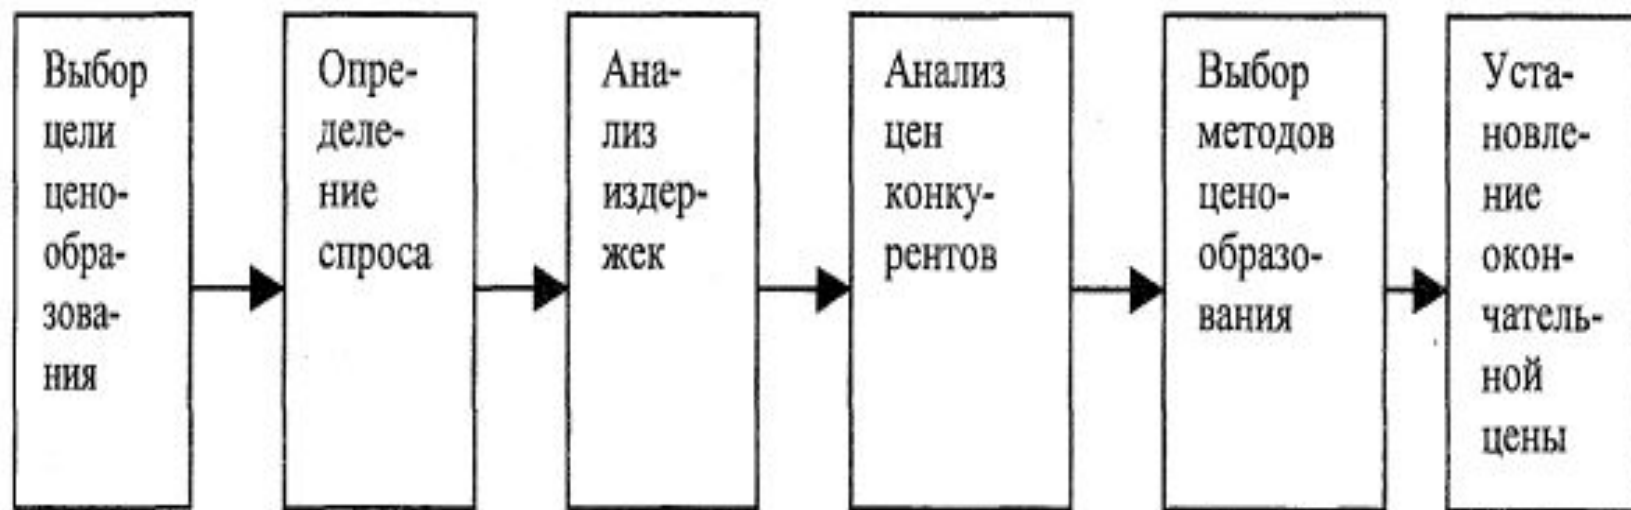 Выбор
цели
цено-
обра-
зова-
ния
Опре-
деле-
ние
спроса
Ана-
лиз
издер-
жек
Анализ
цен
конку-
рентов
Выбор
методов
цено-
образо-
вания
Уста-
новле-
ние
окон-
чатель-
ной
цены